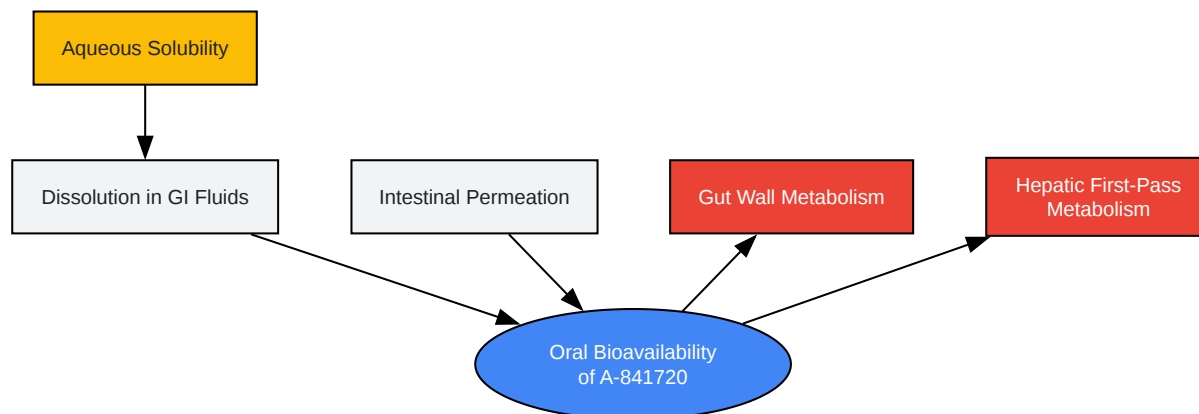 Aqueous Solubility
Dissolution in GI Fluids
Intestinal Permeation
Gut Wall Metabolism
Hepatic First-Pass
Metabolism
Oral Bioavailability
of A-841720